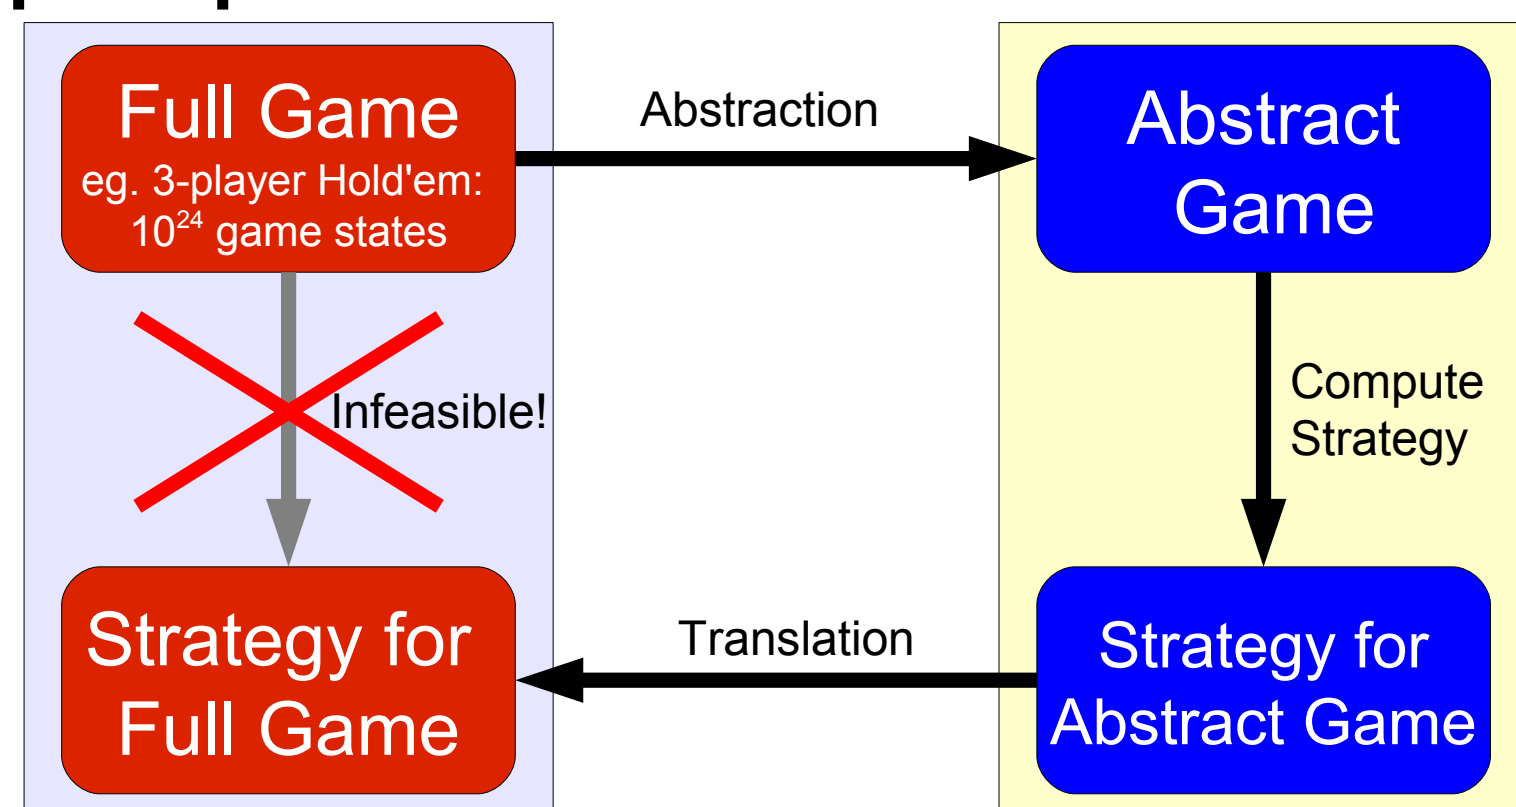 Full Game
eg. 3-player Hold'em:
10²⁴ game states
Abstraction
Abstract
Game
Infeasible!
Compute
Strategy
Strategy for
Full Game
Translation
Strategy for
Abstract Game